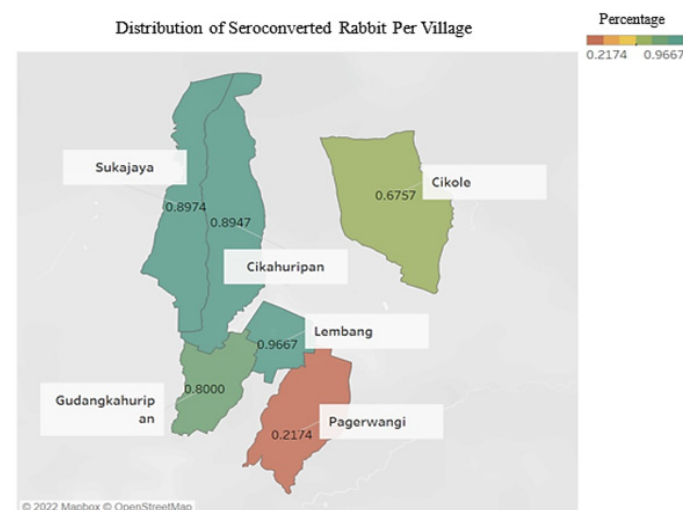 Distribution of Seroconverted Rabbit Per Village
Percentage
0.2174 0.9667
Sukajaya
0.8974
0.8947
Cikahuripan
0.6757
Cikole
Lembang
0.9667
Gudangkahurip
an
0.8000
Pagerwangi
0.2174
© 2022 Mapbox © OpenStreetMap